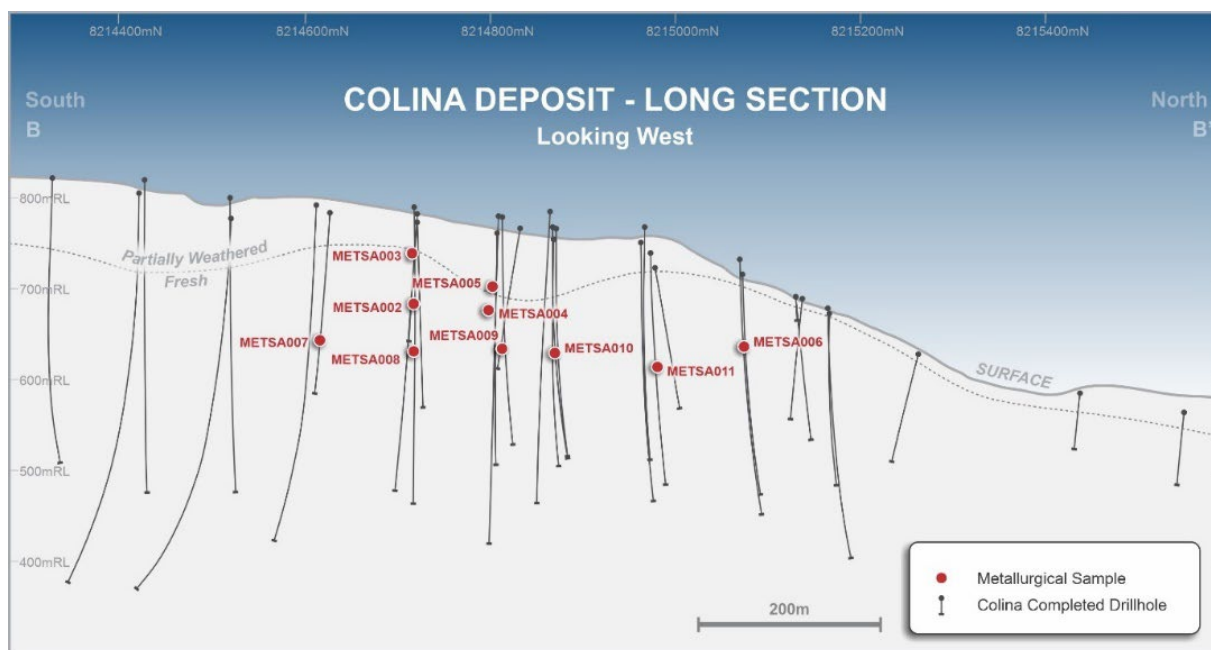 8214400mN
8214600mN
8214800mN
8215000mN
8215200mN
8215400mN
South
B
COLINA DEPOSIT - LONG SECTION
Looking West
North
B'
800mRL
700mRL
600mRL
500mRL
400mRL
Partially Weathered
Fresh
METSA003
METSA005
METSA002
METSA004
METSA009
METSA007
METSA008
METSA010
METSA011
METSA006
SURFACE
200m
Metallurgical Sample
Colina Completed Drillhole